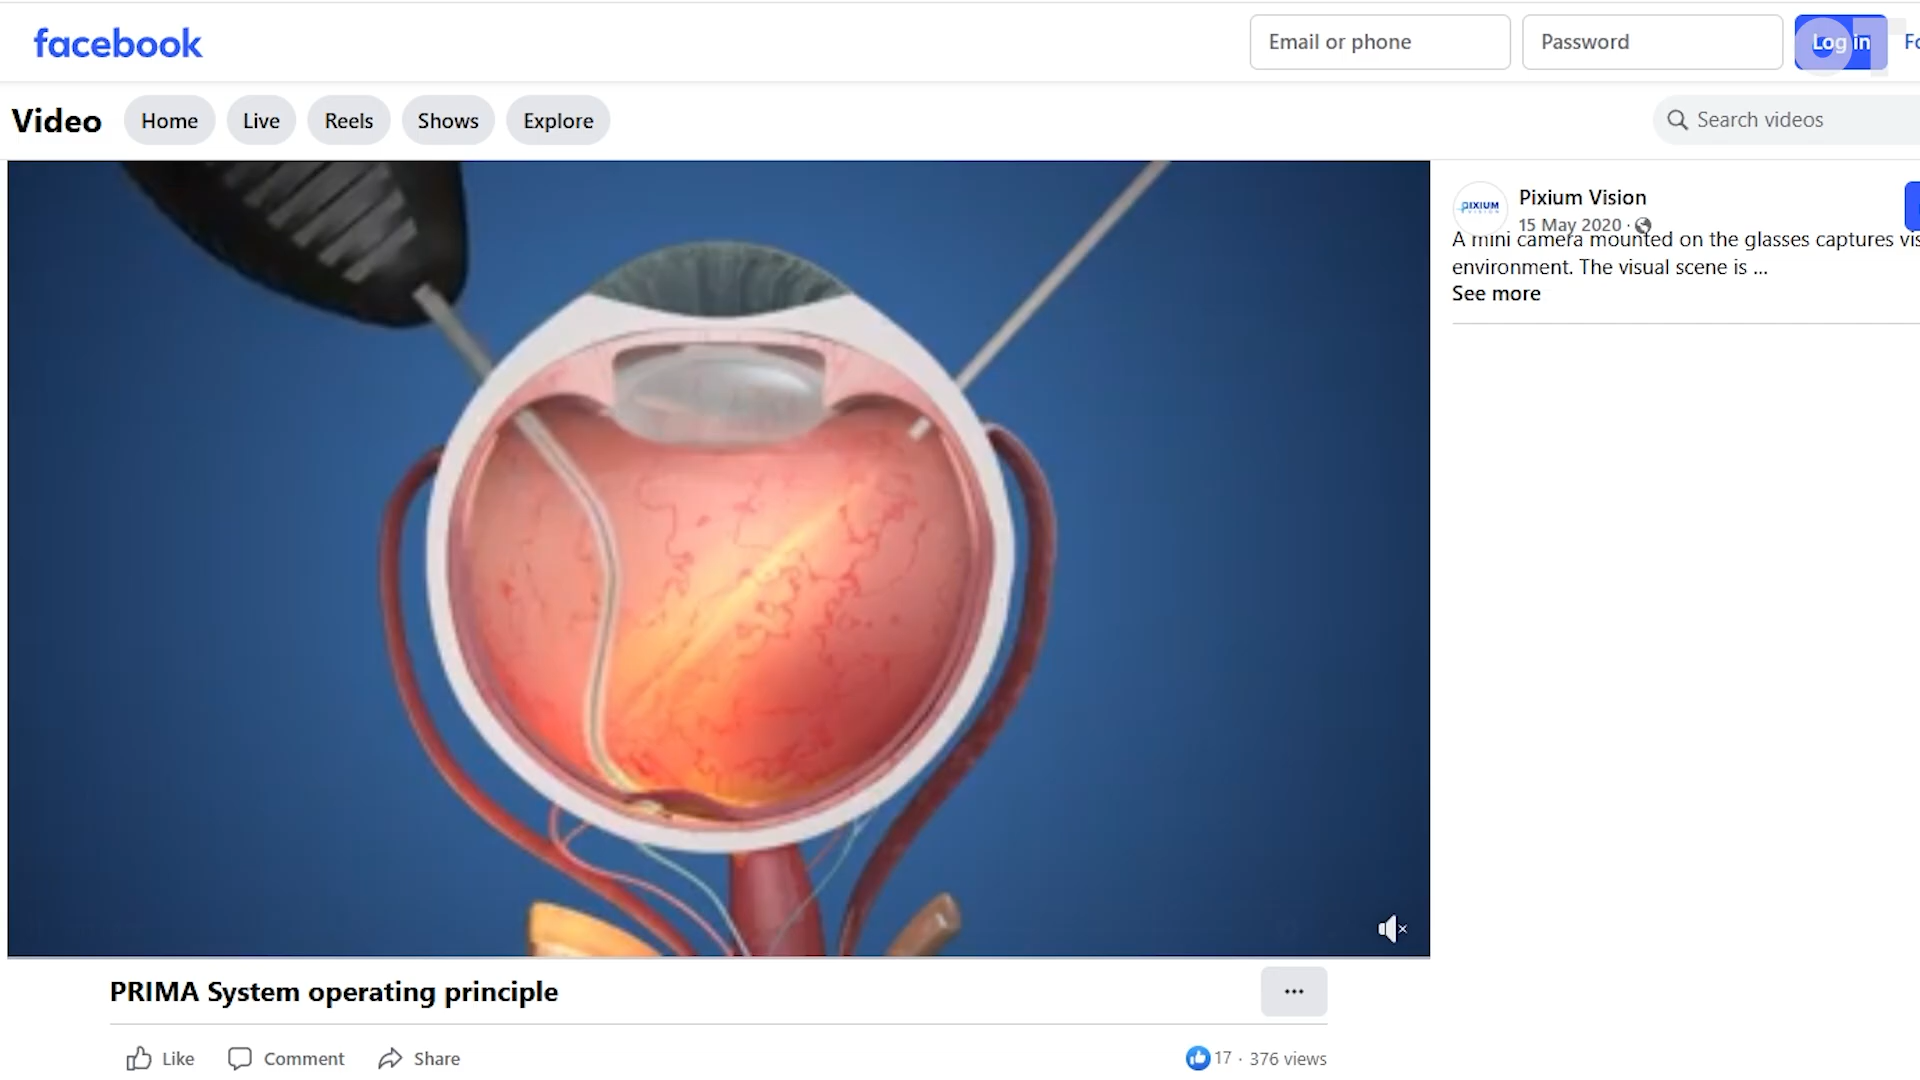 facebook
Email or phone
Password
Log in
Video
Home
Live
Reels
Shows
Explore
Search videos
PIXIUM
VISION
Pixium Vision
15 May 2020 ·
A mini camera mounted on the glasses captures
environment. The visual scene is ...
See more
PRIMA System operating principle
...
Like
Comment
Share
17 · 376 views